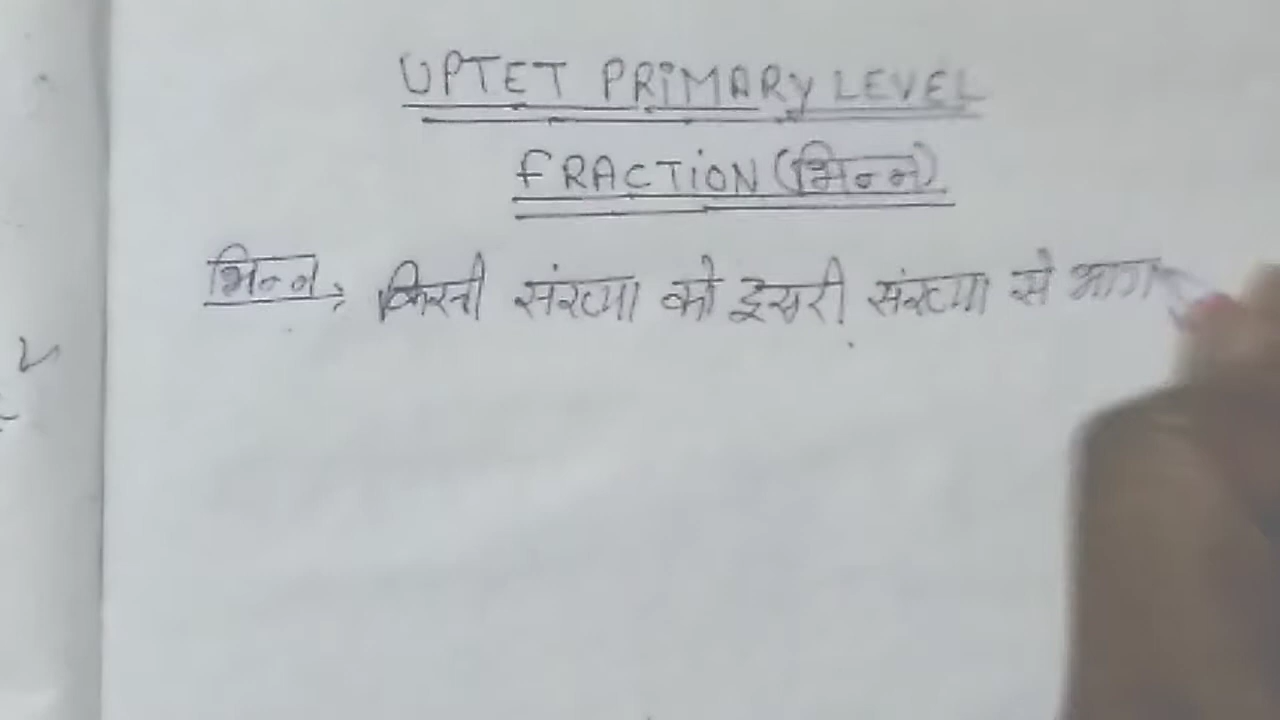 UPTET PRIMARY LEVEL
FRACTION (भिन्न)
भिन्न: किसी संख्या को दूसरी संख्या से भाग